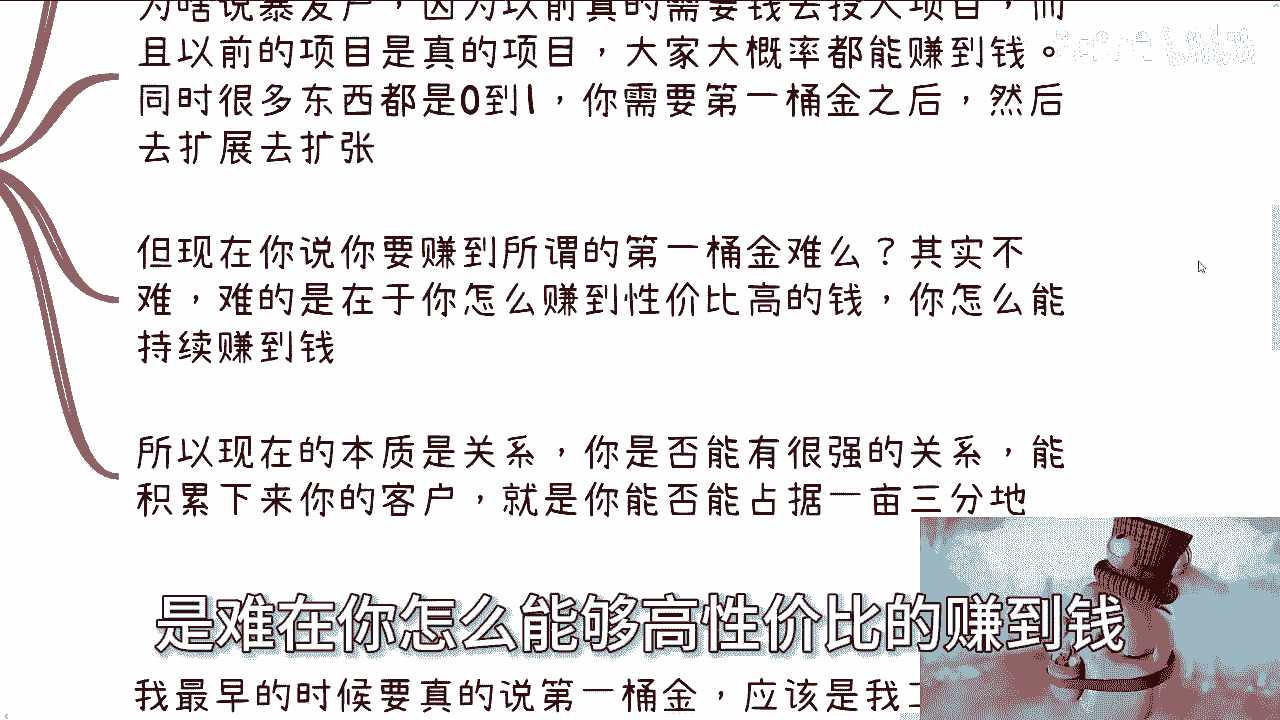 为啥说暴发户，因为以前真的需要钱去投入项目，而
且以前的项目是真的项目，大家大概率都能赚到钱。
同时很多东西都是0到1，你需要第一桶金之后，然后
去扩展去扩张
但现在你说你要赚到所谓的第一桶金难么？其实不
难，难的是在于你怎么赚到性价比高的钱，你怎么能
持续赚到钱
所以现在的本质是关系，你是否能有很强的关系，能
积累下来你的客户，就是你能否能占据一亩三分地
是难在你怎么能够高性价比的赚到钱
我最早的时候要真的说第一桶金，应该是我